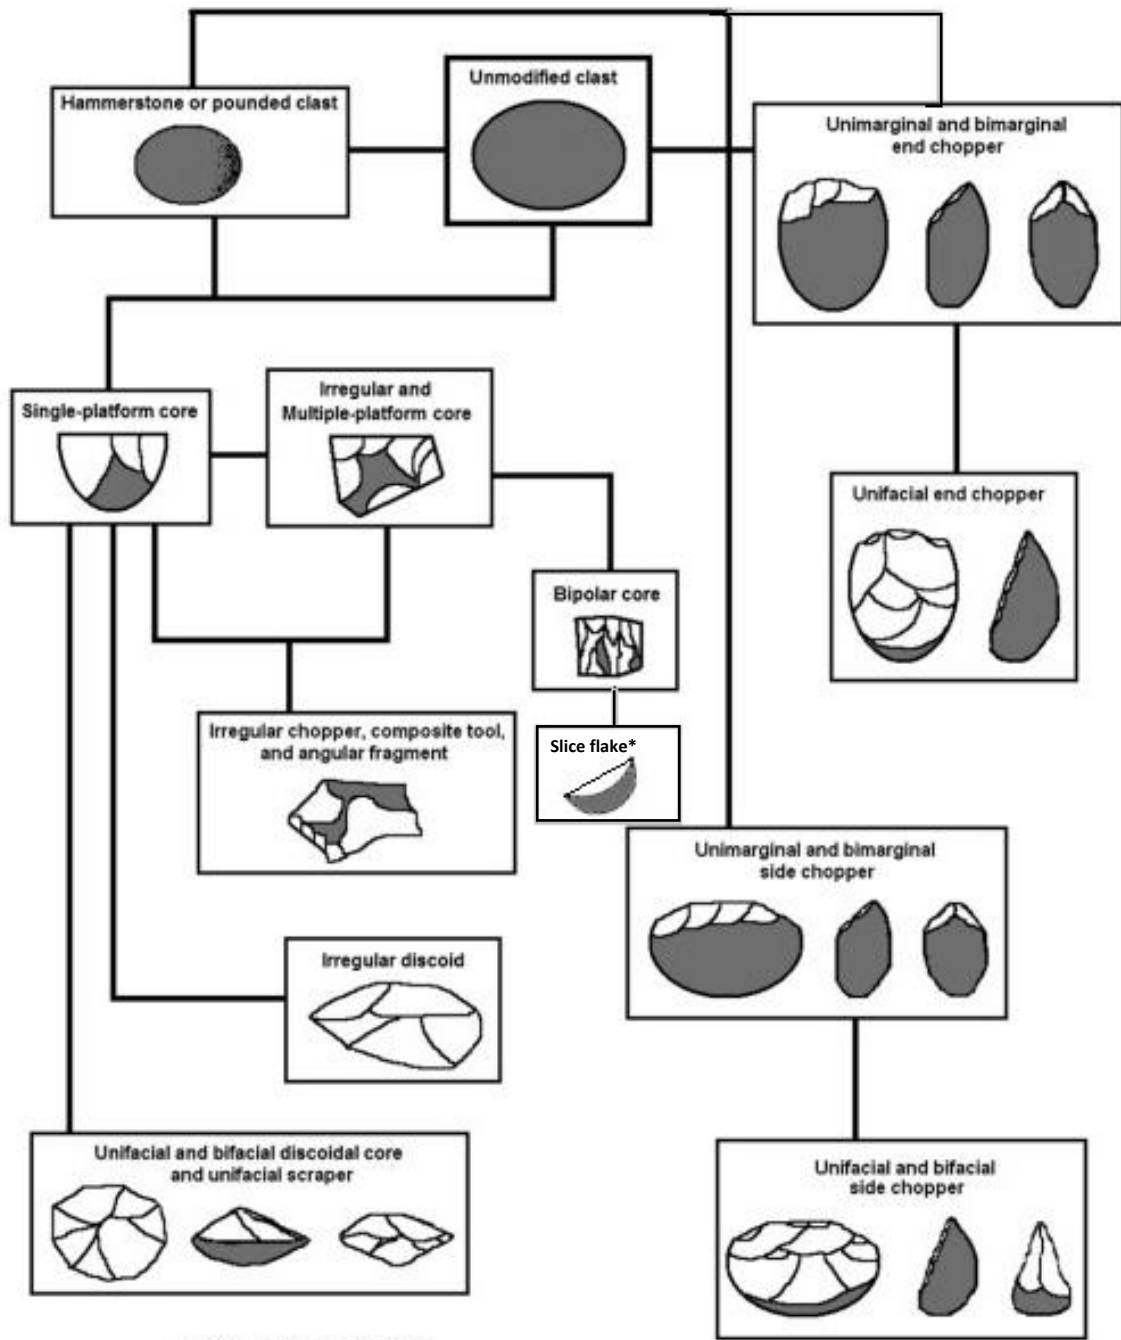 Hammerstone or pounded clast
Unmodified clast
Unimarginal and bimarginal
end chopper
Single-platform core
Irregular and
Multiple-platform core
Unifacial end chopper
Bipolar core
Irregular chopper, composite tool,
and angular fragment
Slice flake*
Unimarginal and bimarginal
side chopper
Irregular discoid
Unifacial and bifacial discoidal core
and unifacial scraper
Unifacial and bifacial
side chopper